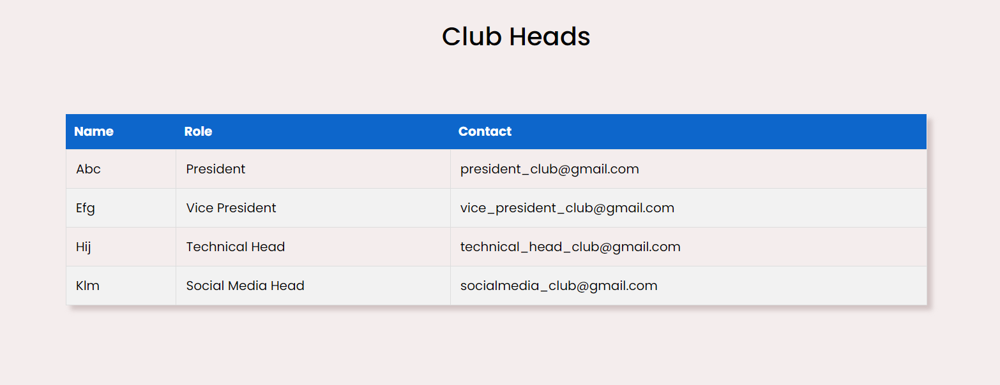 Club Heads
Name Role Contact
Abc President president_club@gmail.com
Efg Vice President vice_president_club@gmail.com
Hij Technical Head technical_head_club@gmail.com
Klm Social Media Head socialmedia_club@gmail.com